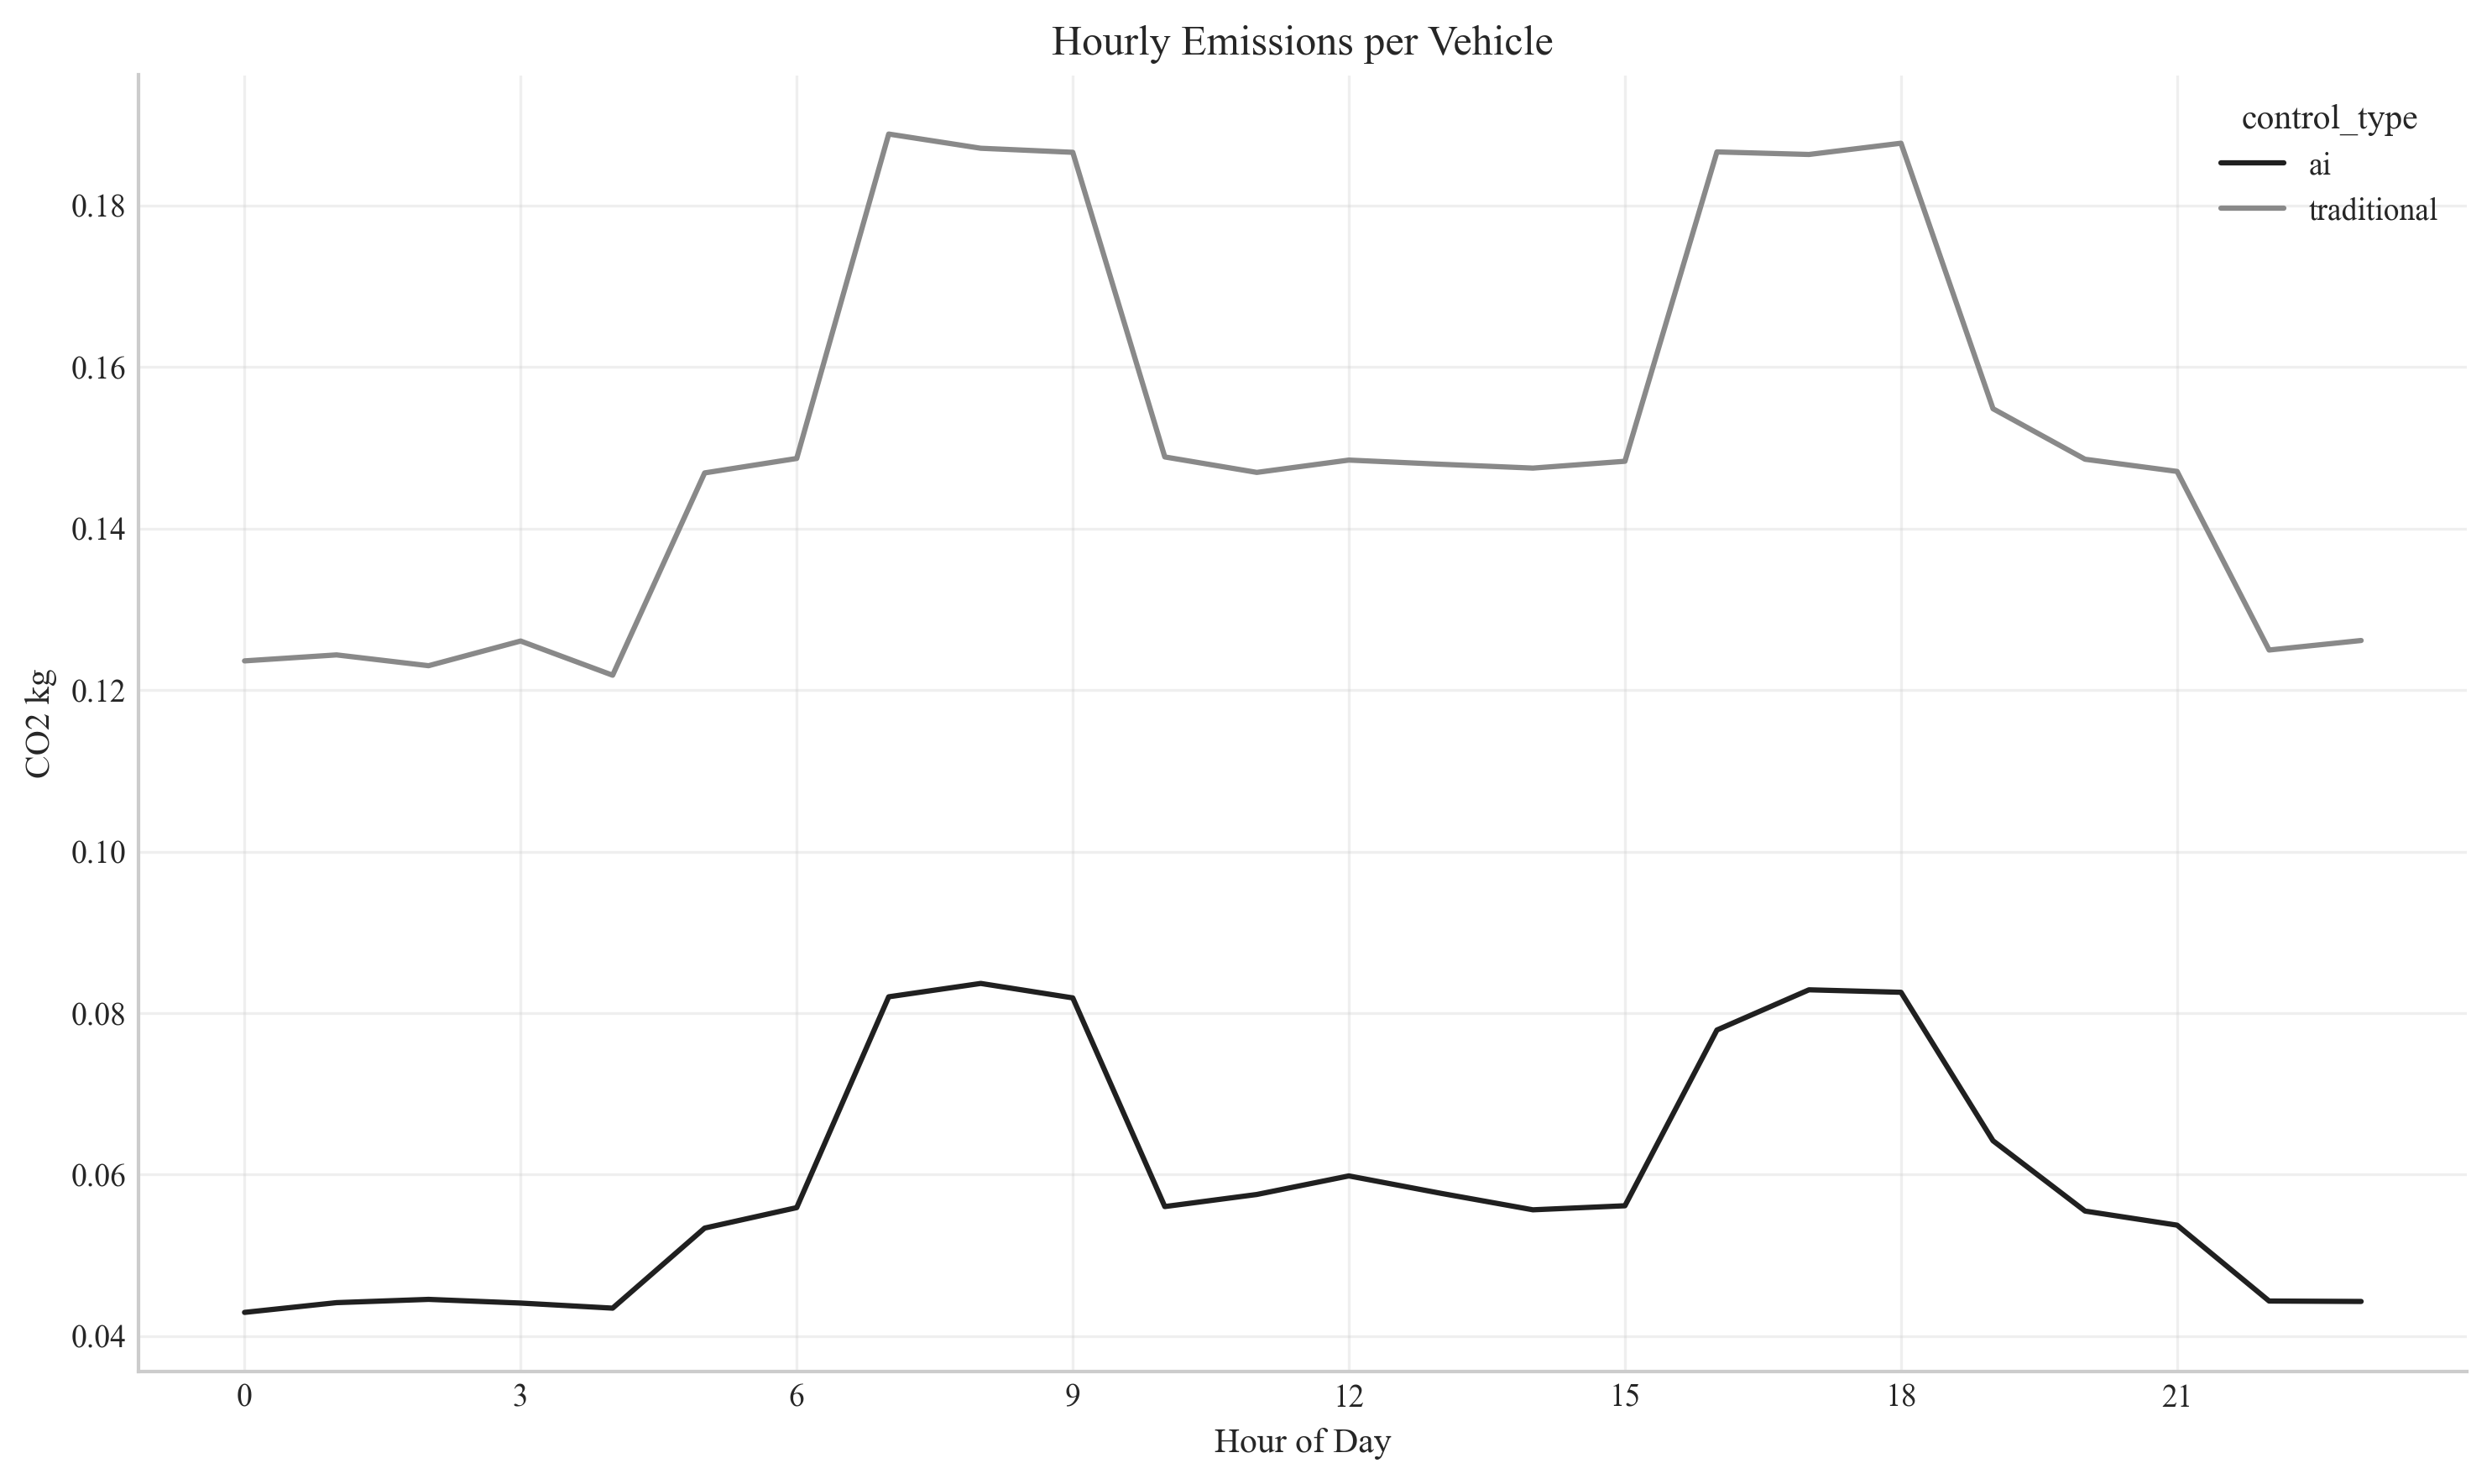 Hourly Emissions per Vehicle
control_type
ai
traditional
0.18
0.16
0.14
0.12
0.10
0.08
0.06
0.04
CO2 kg
0 3 6 9 12 15 18 21
Hour of Day